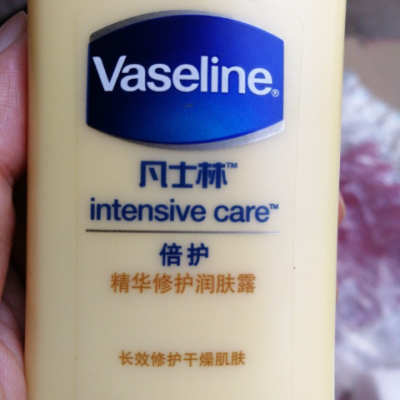 Vaseline®
凡士林™
intensive care™
倍护
精华修护润肤露
长效修护干燥肌肤